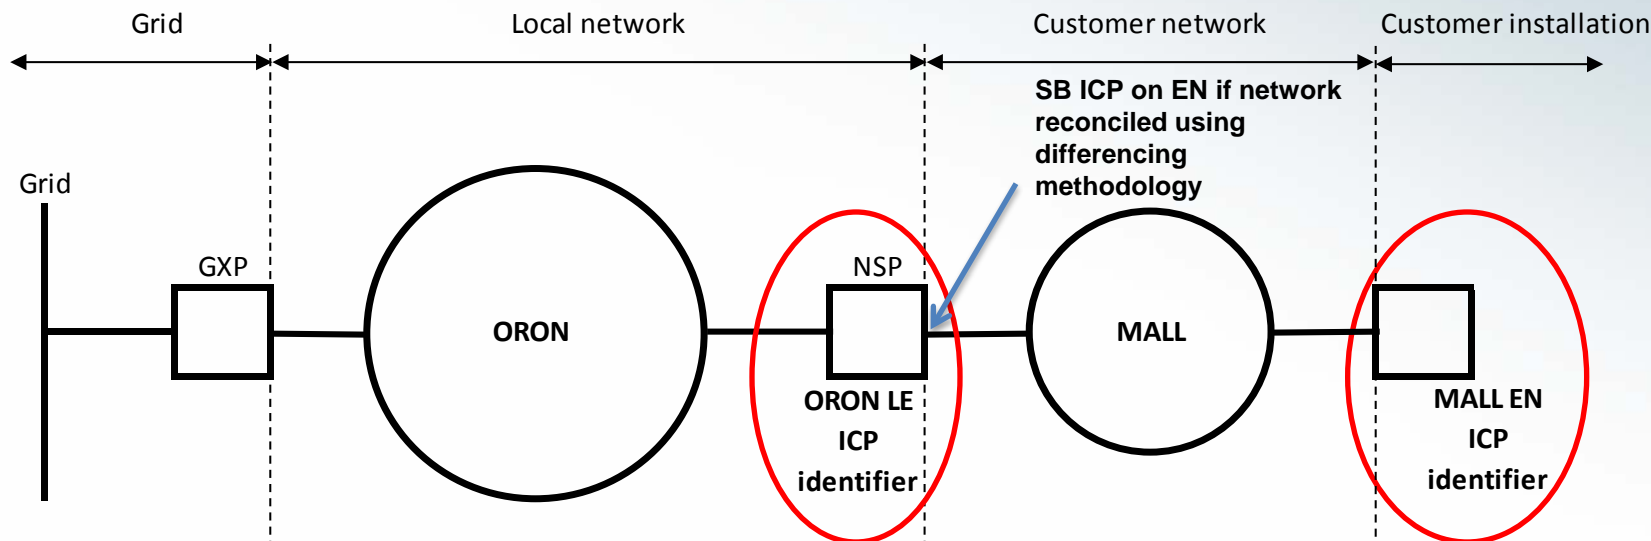 Grid
Local network
Customer network
Customer installation
SB ICP on EN if network
reconciled using
differencing
methodology
Grid
GXP
NSP
ORON
MALL
ORON LE
ICP
identifier
MALL EN
ICP
identifier